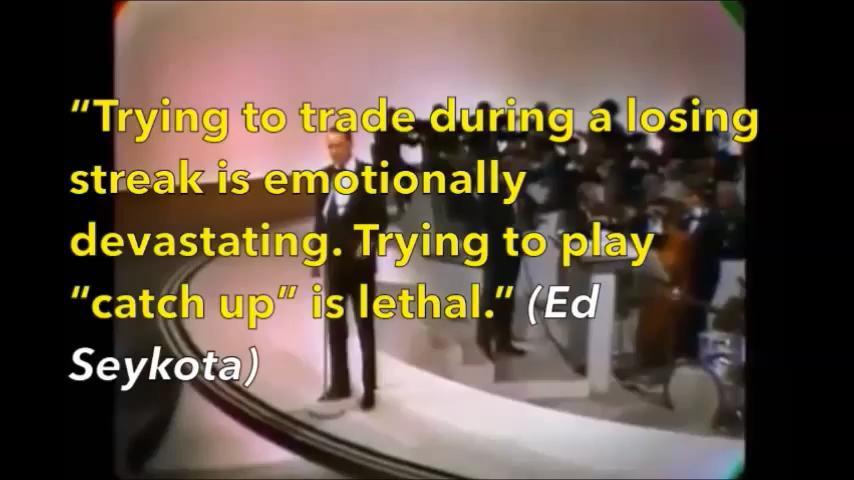 “Trying to trade during a losing
streak is emotionally
devastating. Trying to play
“catch up” is lethal.” (Ed
Seykota)